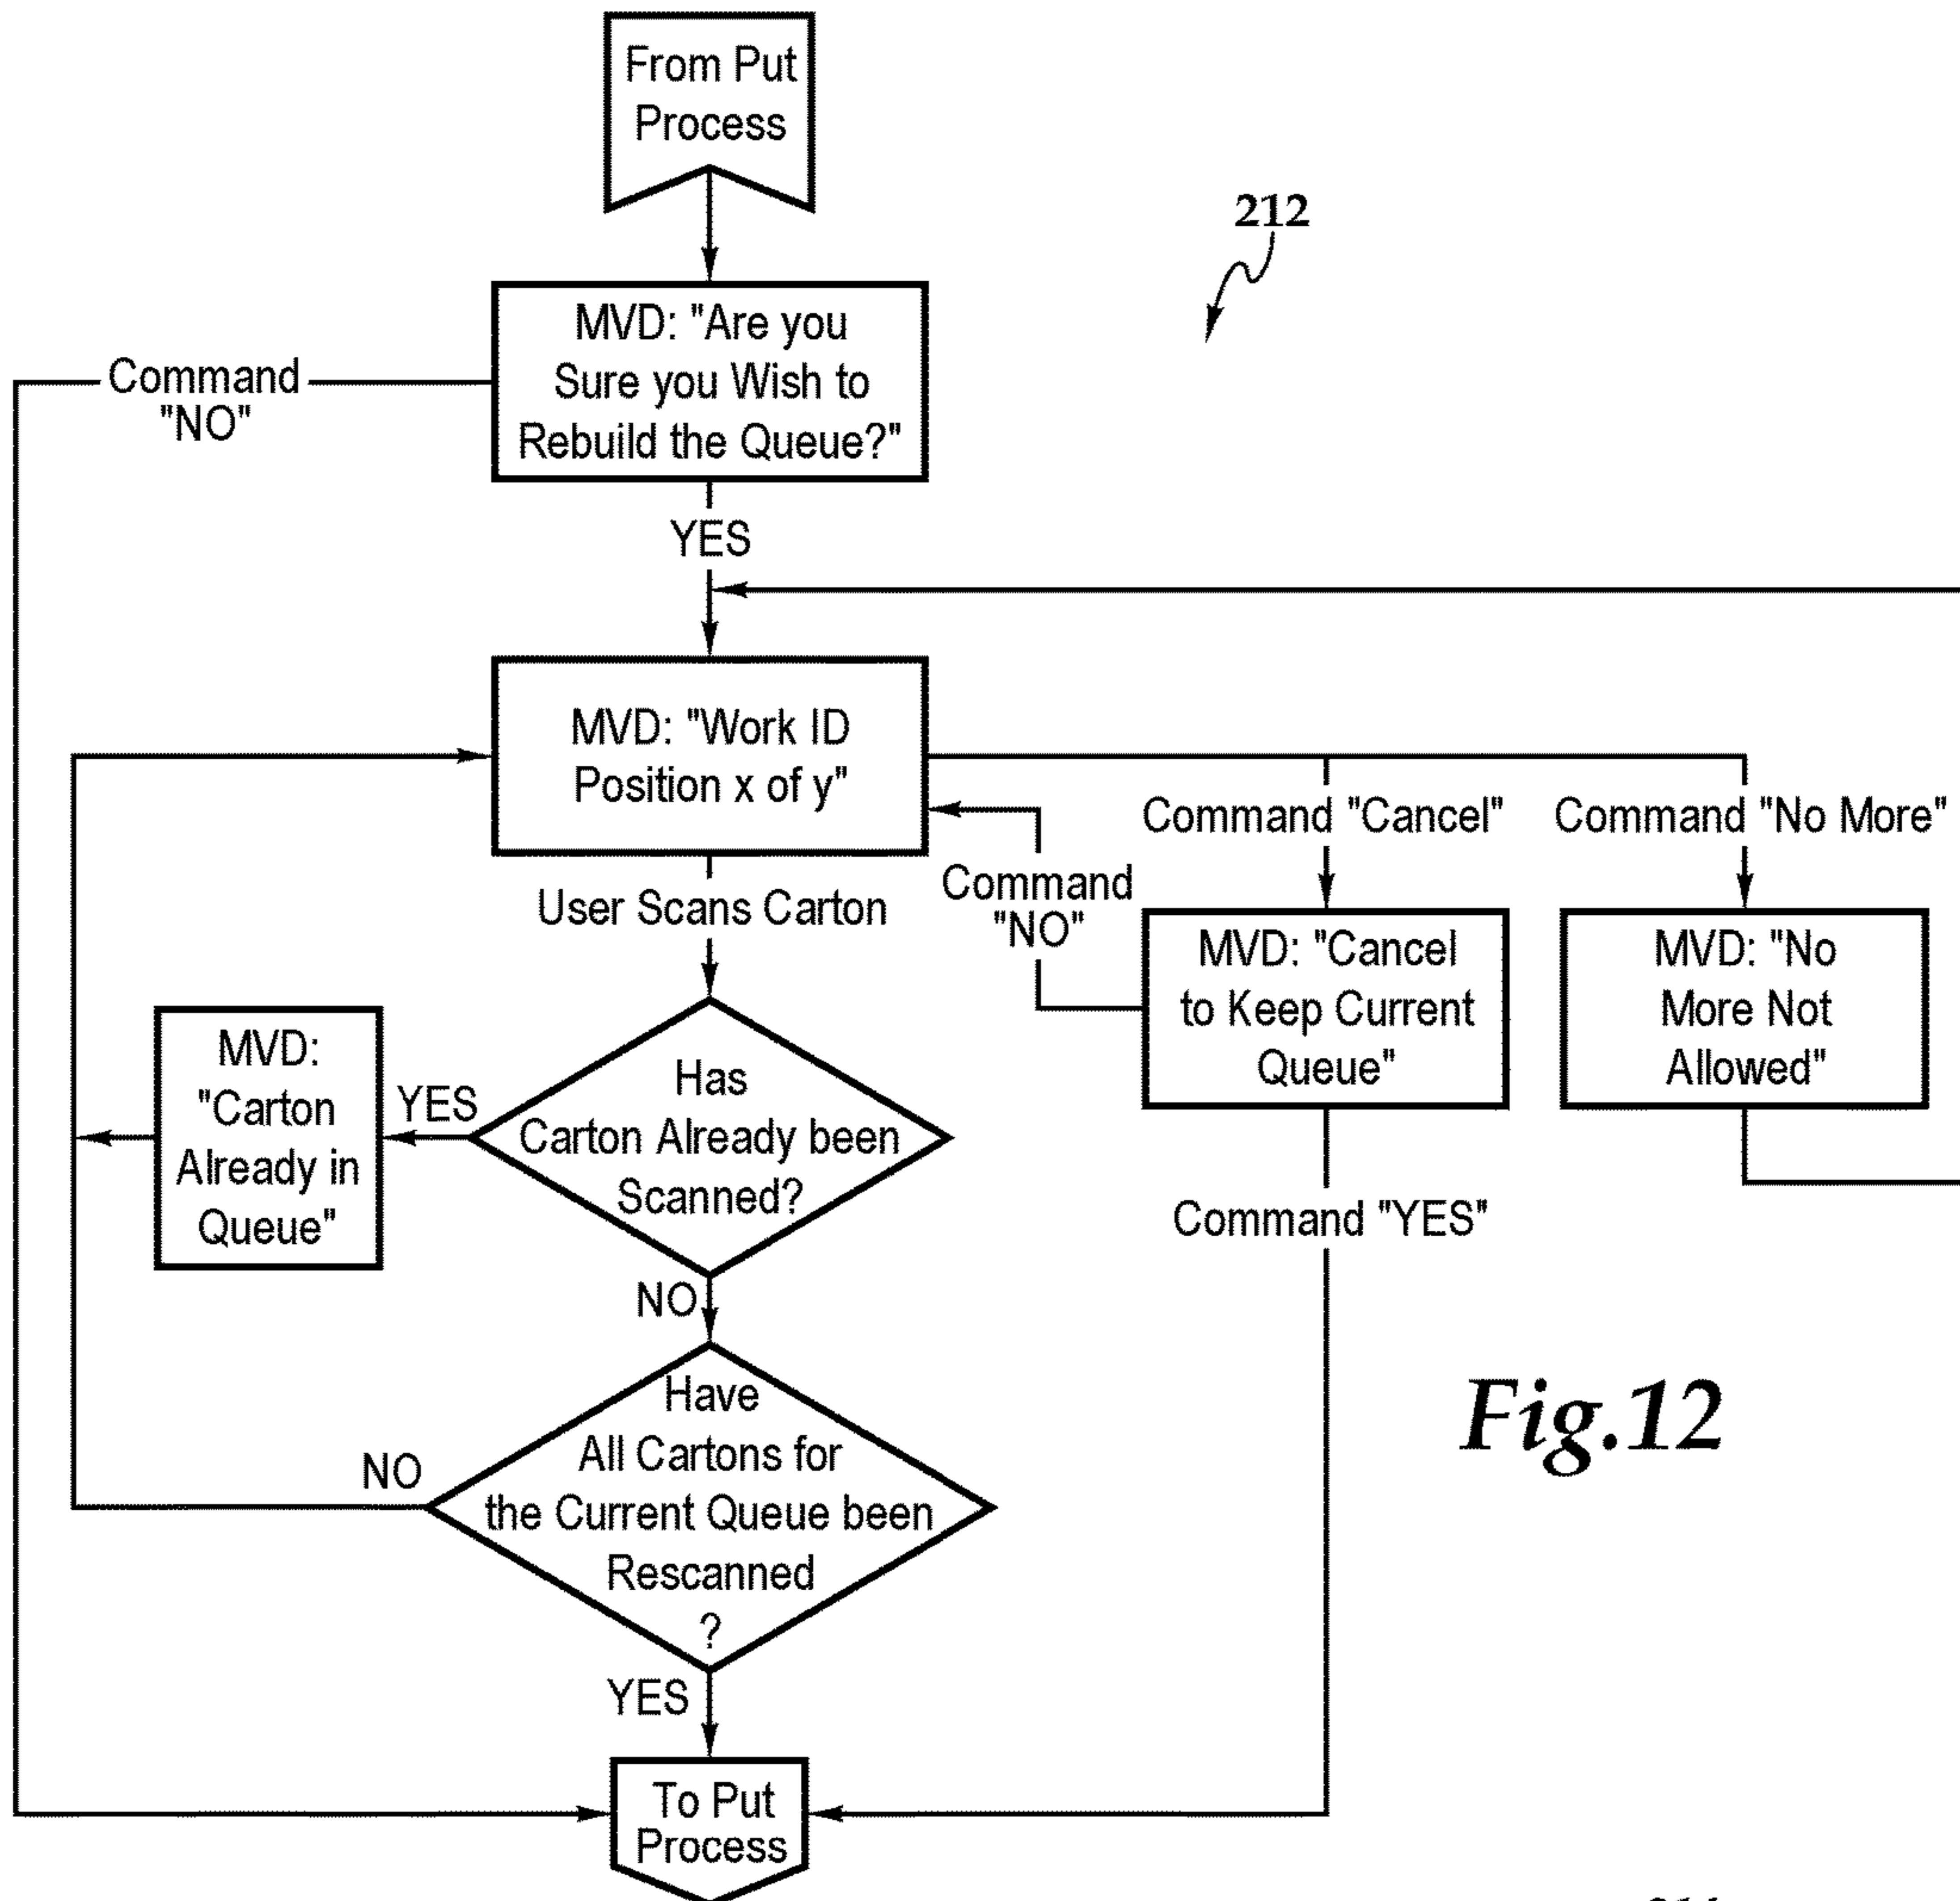 From Put
Process
212
MVD: "Are you
Sure you Wish to
Rebuild the Queue?"
Command
"NO"
YES
MVD: "Work ID
Position x of y"
Command "Cancel"
Command "No More"
Command
"NO"
User Scans Carton
MVD: "Cancel
to Keep Current
Queue"
MVD: "No
More Not
Allowed"
MVD:
"Carton
Already in
Queue"
YES
Has
Carton Already been
Scanned?
Command "YES"
NO
Have
All Cartons for
the Current Queue been
Rescanned
?
NO
Fig.12
YES
To Put
Process